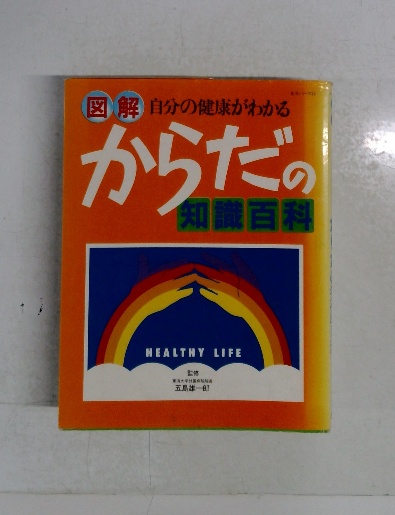 図解 自分の健康がわかる
からだの
知識百科
HEALTHY LIFE
監修
五島雄一郎